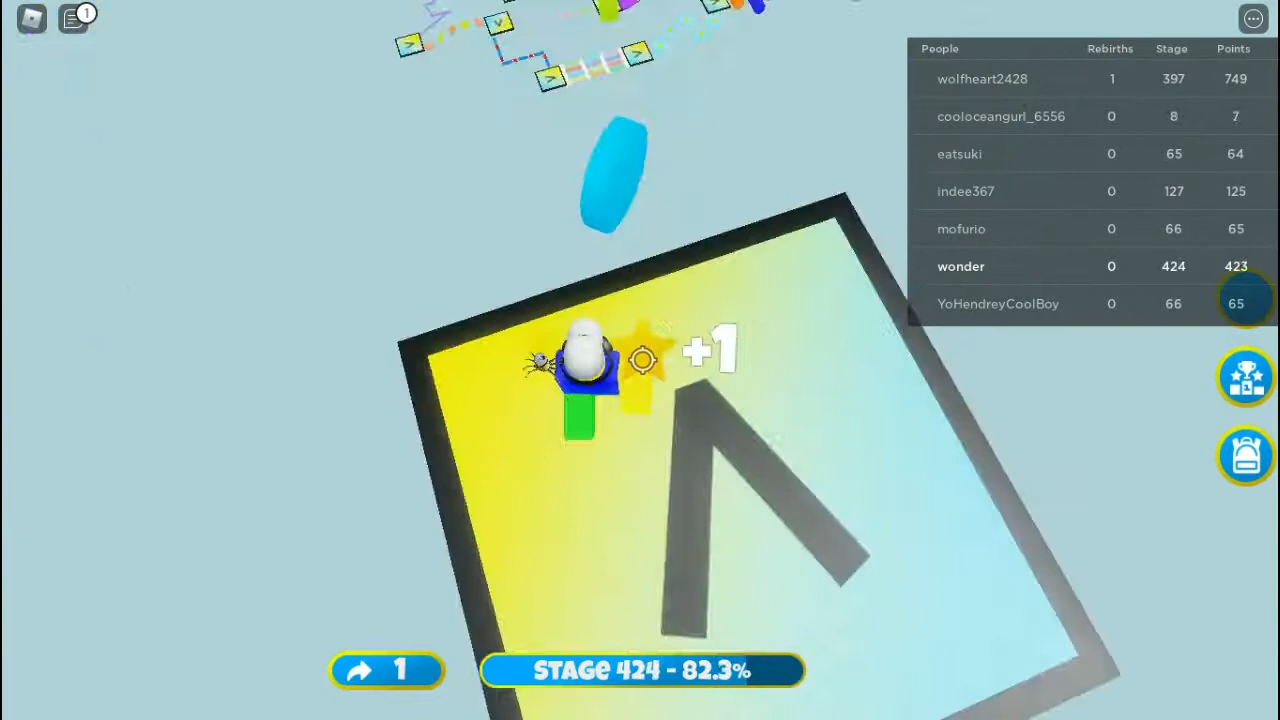 1
People Rebirths Stage Points
wolfheart2428 1 397 749
cooloceangurl_6556 0 8 7
eatsuki 0 65 64
indee367 0 127 125
mofurio 0 66 65
wonder 0 424 423
YoHendreyCoolBoy 0 66 65
+1
1
1
STAGE 424 - 82.3%